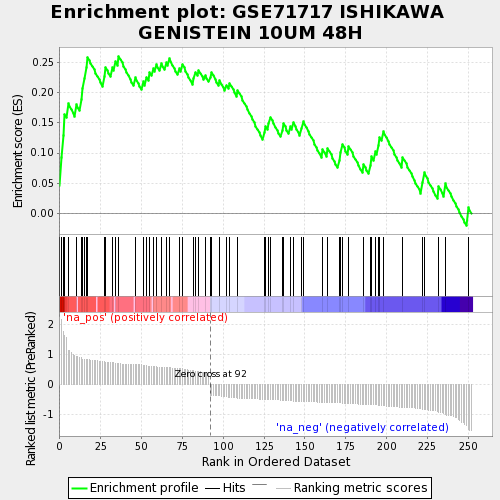 Enrichment plot: GSE71717 ISHIKAWA
GENISTEIN 10UM 48H
Enrichment score (ES)
0.25
0.20
0.15
0.10
0.05
0.00
'na_pos' (positively correlated)
Ranked list metric (PreRanked)
2
1
0
-1
Zero cross at 92
'na_neg' (negatively correlated)
0 25 50 75 100 125 150 175 200 225 250
Rank in Ordered Dataset
Enrichment profile Hits Ranking metric scores